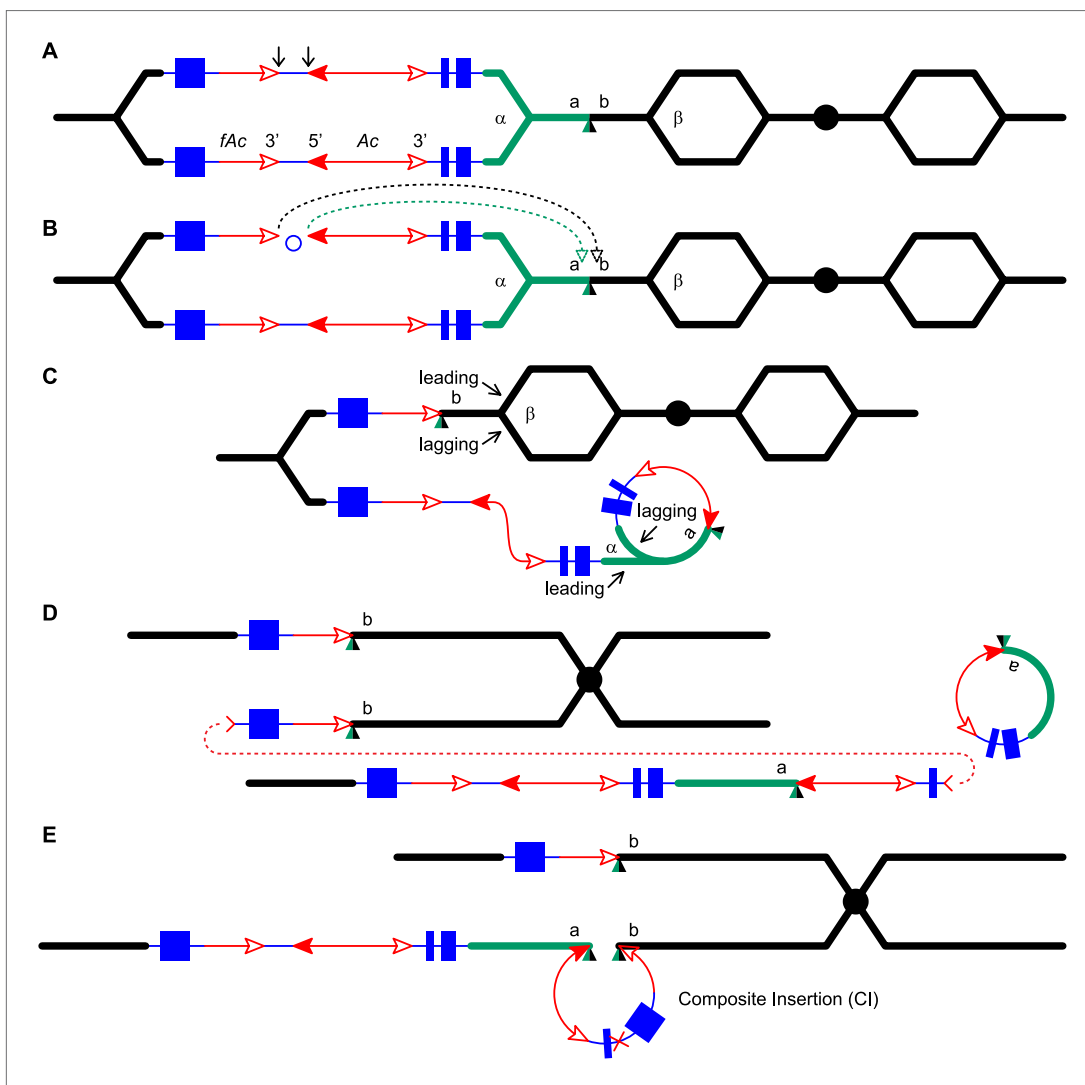 A
a b
α
β
fAc 3’ 5’ Ac 3’
B
a b
α
β
C
leading
b
β
lagging
lagging
a
α
leading
D
b
a
b
a
E
b
a b
Composite Insertion (CI)